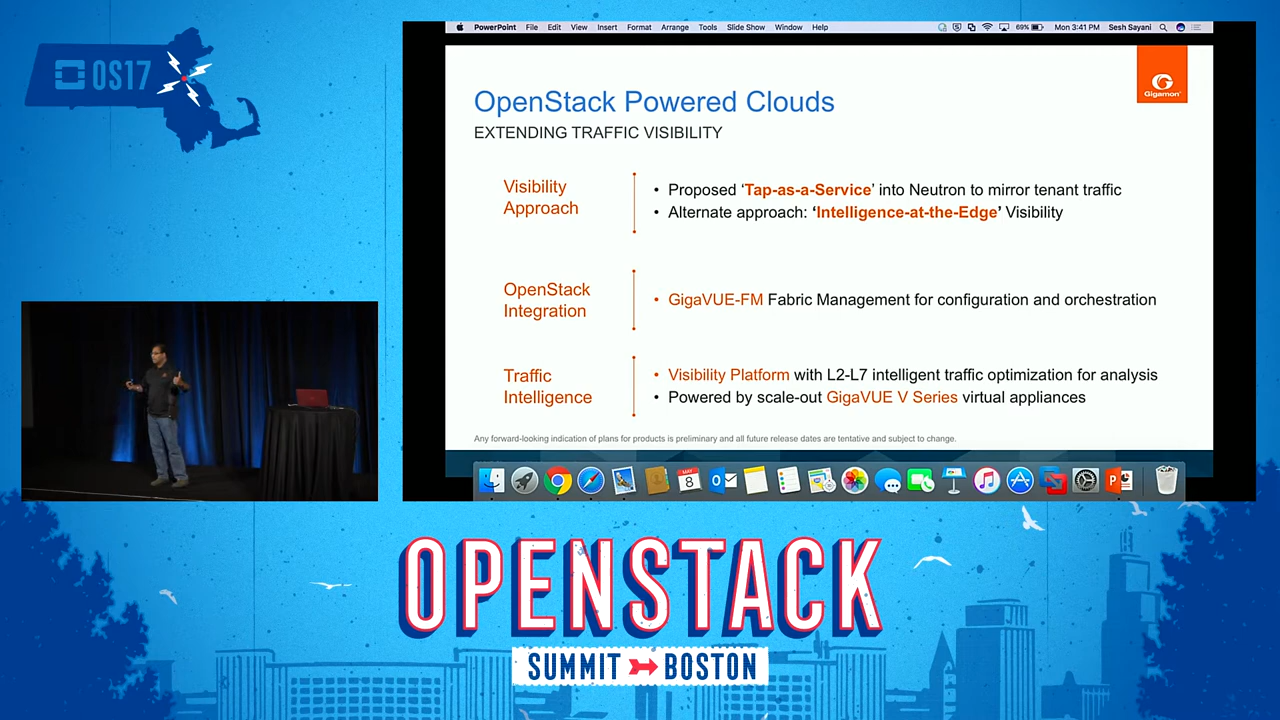 OS17
PowerPoint File Edit View Insert Format Arrange Tools Slide Show Window Help 69% Mon 3:41 PM Sesh Sayani
Gigamon®
OpenStack Powered Clouds
EXTENDING TRAFFIC VISIBILITY
Visibility
Approach
• Proposed ‘Tap-as-a-Service’ into Neutron to mirror tenant traffic
• Alternate approach: ‘Intelligence-at-the-Edge’ Visibility
OpenStack
Integration
• GigaVUE-FM Fabric Management for configuration and orchestration
Traffic
Intelligence
• Visibility Platform with L2-L7 intelligent traffic optimization for analysis
• Powered by scale-out GigaVUE V Series virtual appliances
Any forward-looking indication of plans for products is preliminary and all future release dates are tentative and subject to change.
MAY
8
OPENSTACK
SUMMIT BOSTON